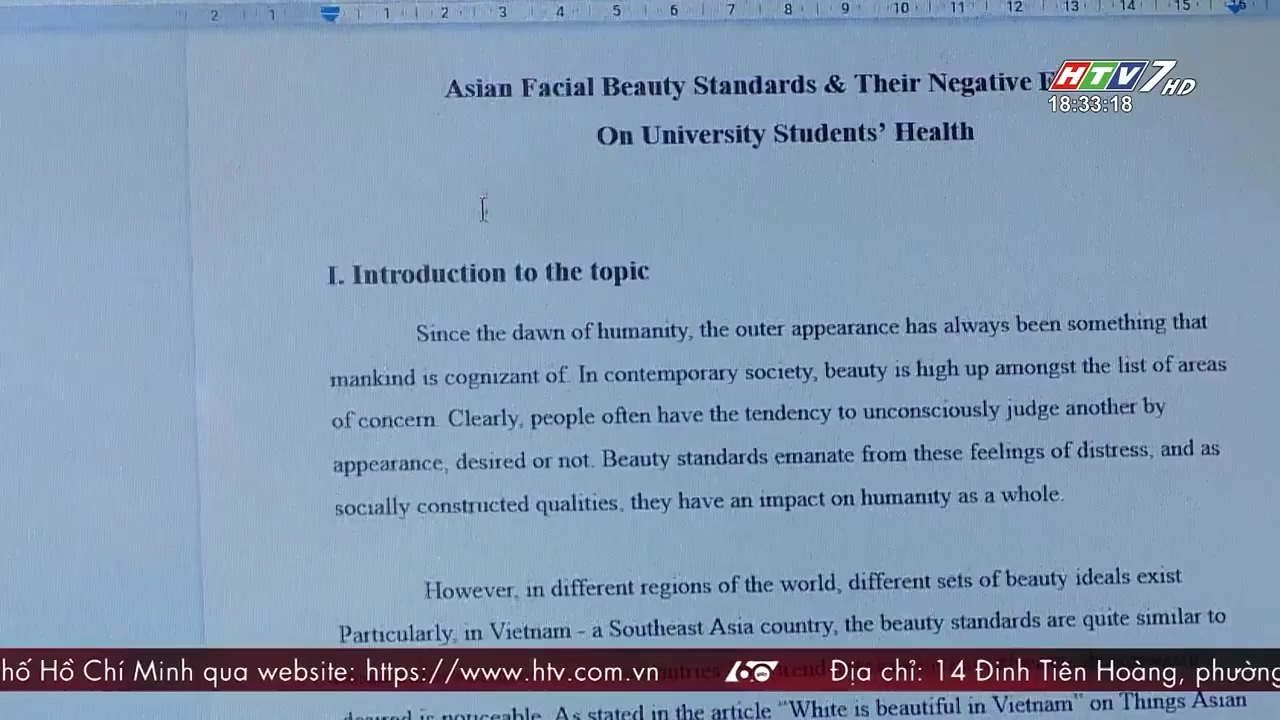 2 1 1 2 3 4 5 6 7 8 9 10 11 12 13 14 15 16
Asian Facial Beauty Standards & Their Negative
HTV7 HD
18:33:18
On University Students' Health
I. Introduction to the topic
Since the dawn of humanity, the outer appearance has always been something that
mankind is cognizant of. In contemporary society, beauty is high up amongst the list of areas
of concern. Clearly, people often have the tendency to unconsciously judge another by
appearance, desired or not. Beauty standards emanate from these feelings of distress, and as
socially constructed qualities, they have an impact on humanity as a whole.
However, in different regions of the world, different sets of beauty ideals exist
Particularly, in Vietnam - a Southeast Asia country, the beauty standards are quite similar to
hố Hồ Chí Minh qua website: https://www.htv.com.vn 60 Địa chỉ: 14 Đinh Tiên Hoàng, phường
desired is noticeable. As stated in the article "White is beautiful in Vietnam" on Things Asian